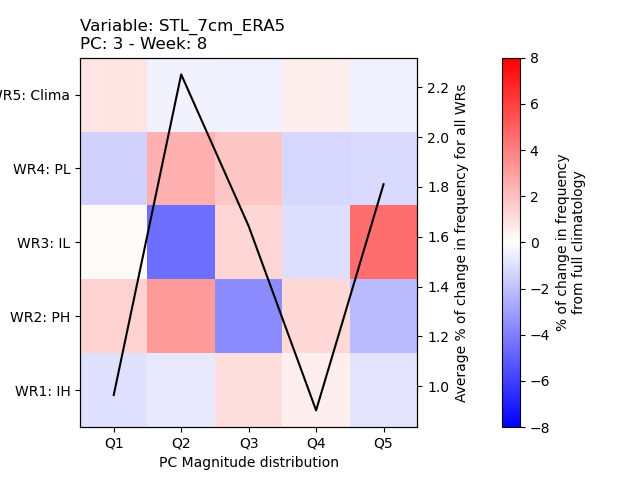 Variable: STL_7cm_ERA5
PC: 3 - Week: 8
WR5: Clima
WR4: PL
WR3: IL
WR2: PH
WR1: IH
Q1 Q2 Q3 Q4 Q5
PC Magnitude distribution
2.2
2.0
1.8
1.6
1.4
1.2
1.0
Average % of change in frequency for all WRs
8
6
4
2
0
−2
−4
−6
−8
% of change in frequency
from full climatology